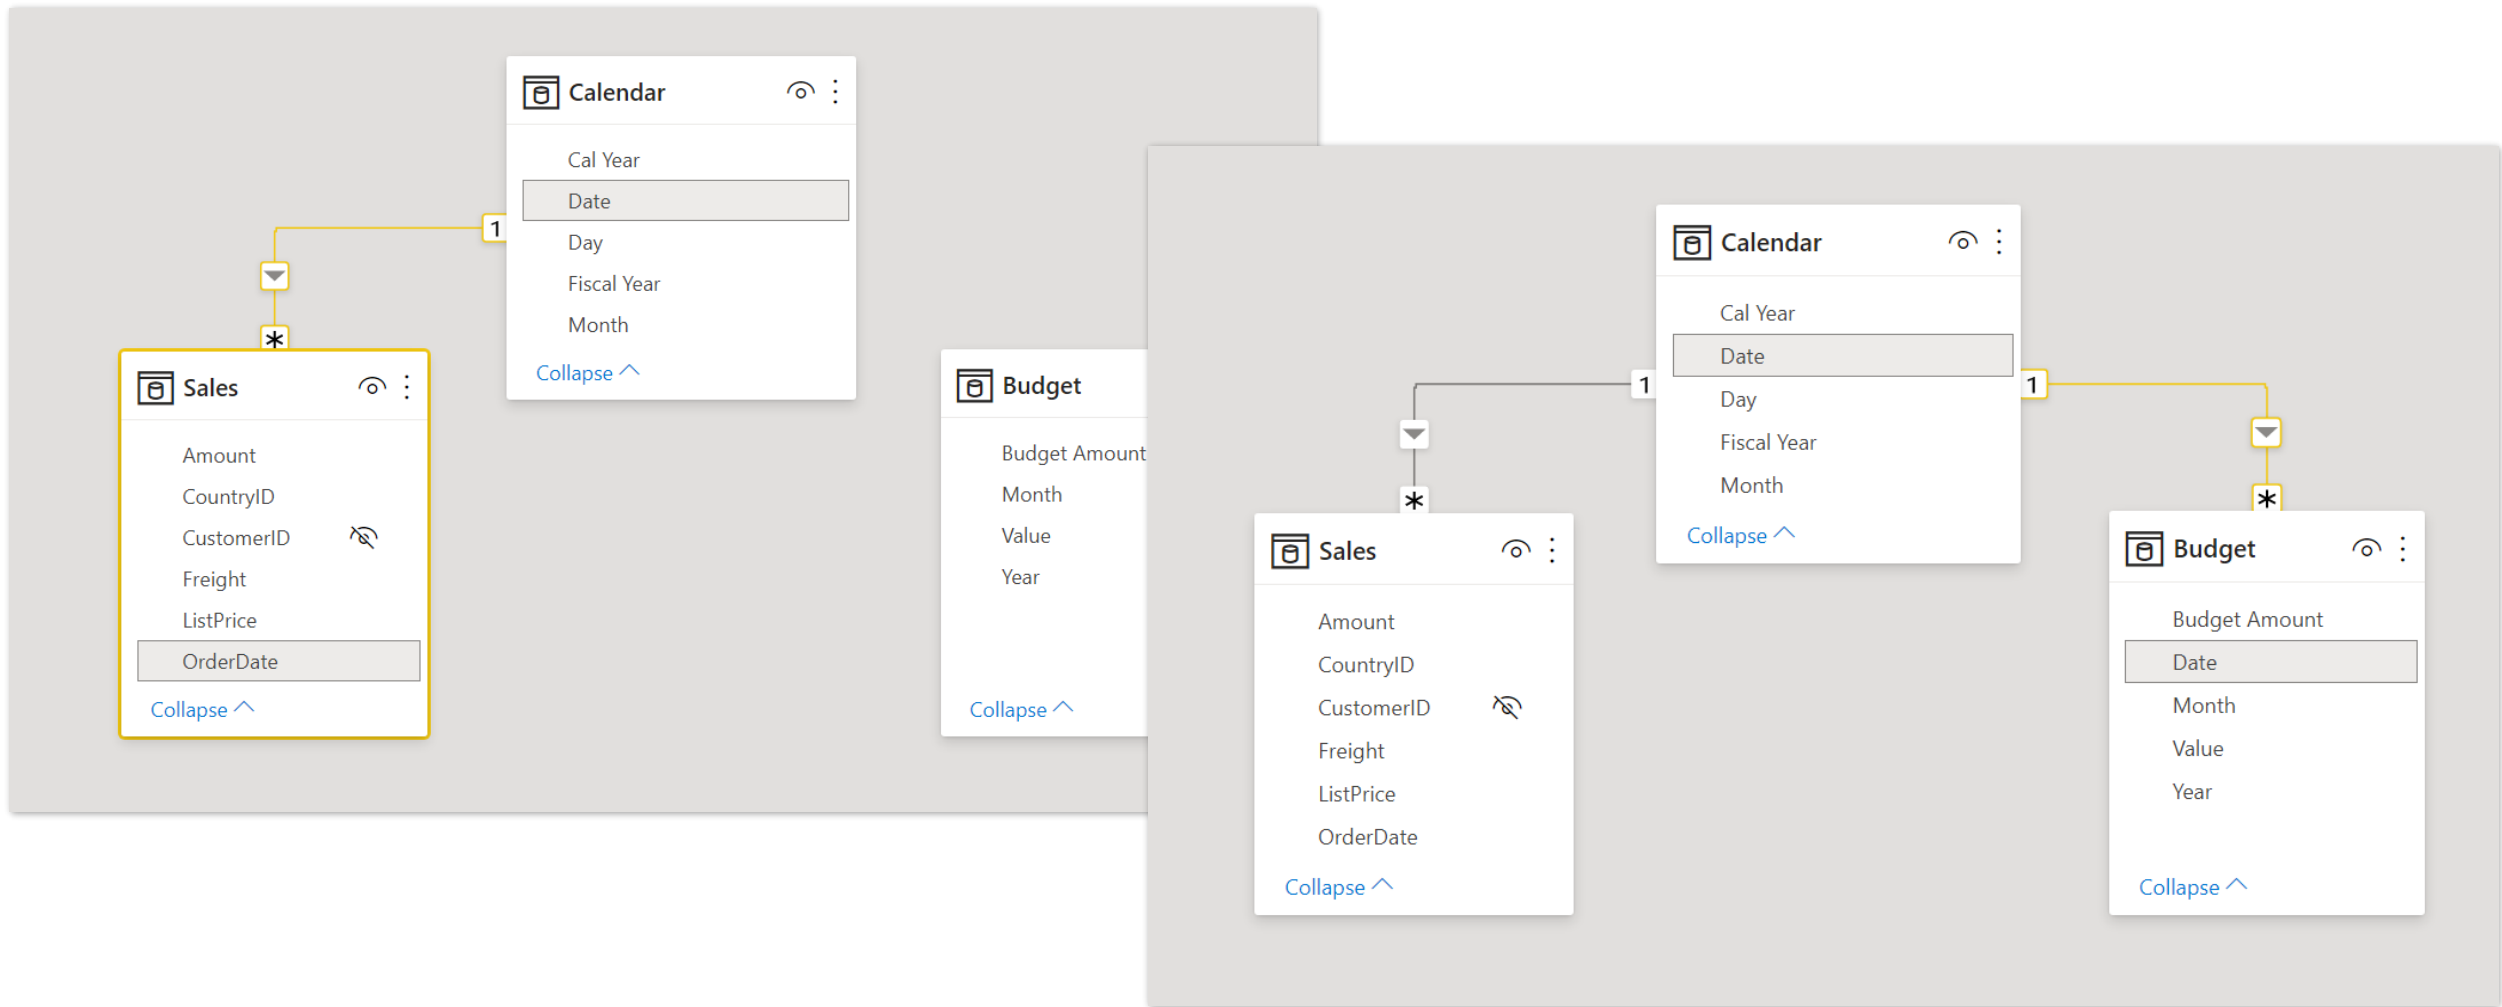 Calendar
Cal Year
Date
Day
Fiscal Year
Month
Collapse
1
*
Sales
Amount
CountryID
CustomerID
Freight
ListPrice
OrderDate
Collapse
Budget
Budget Amount
Month
Value
Year
Collapse
Calendar
Cal Year
Date
Day
Fiscal Year
Month
Collapse
1
1
*
*
Sales
Amount
CountryID
CustomerID
Freight
ListPrice
OrderDate
Collapse
Budget
Budget Amount
Date
Month
Value
Year
Collapse